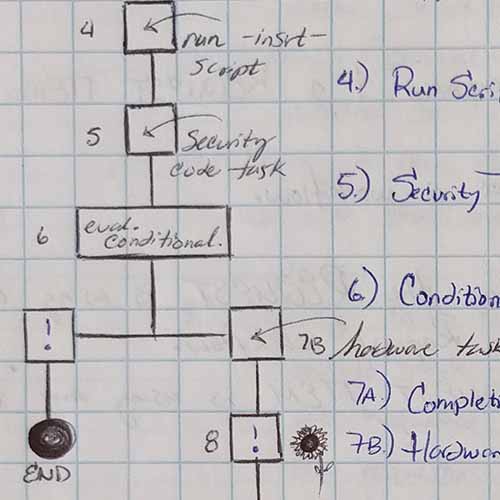 4
run -insrt-
script
4.) Run Scri
5
Security
code task
5.) Security
6
eval.
conditional.
6) Condition
!
7B hardware task
7A.) Completi
8
!
7B.) Hardwar
END